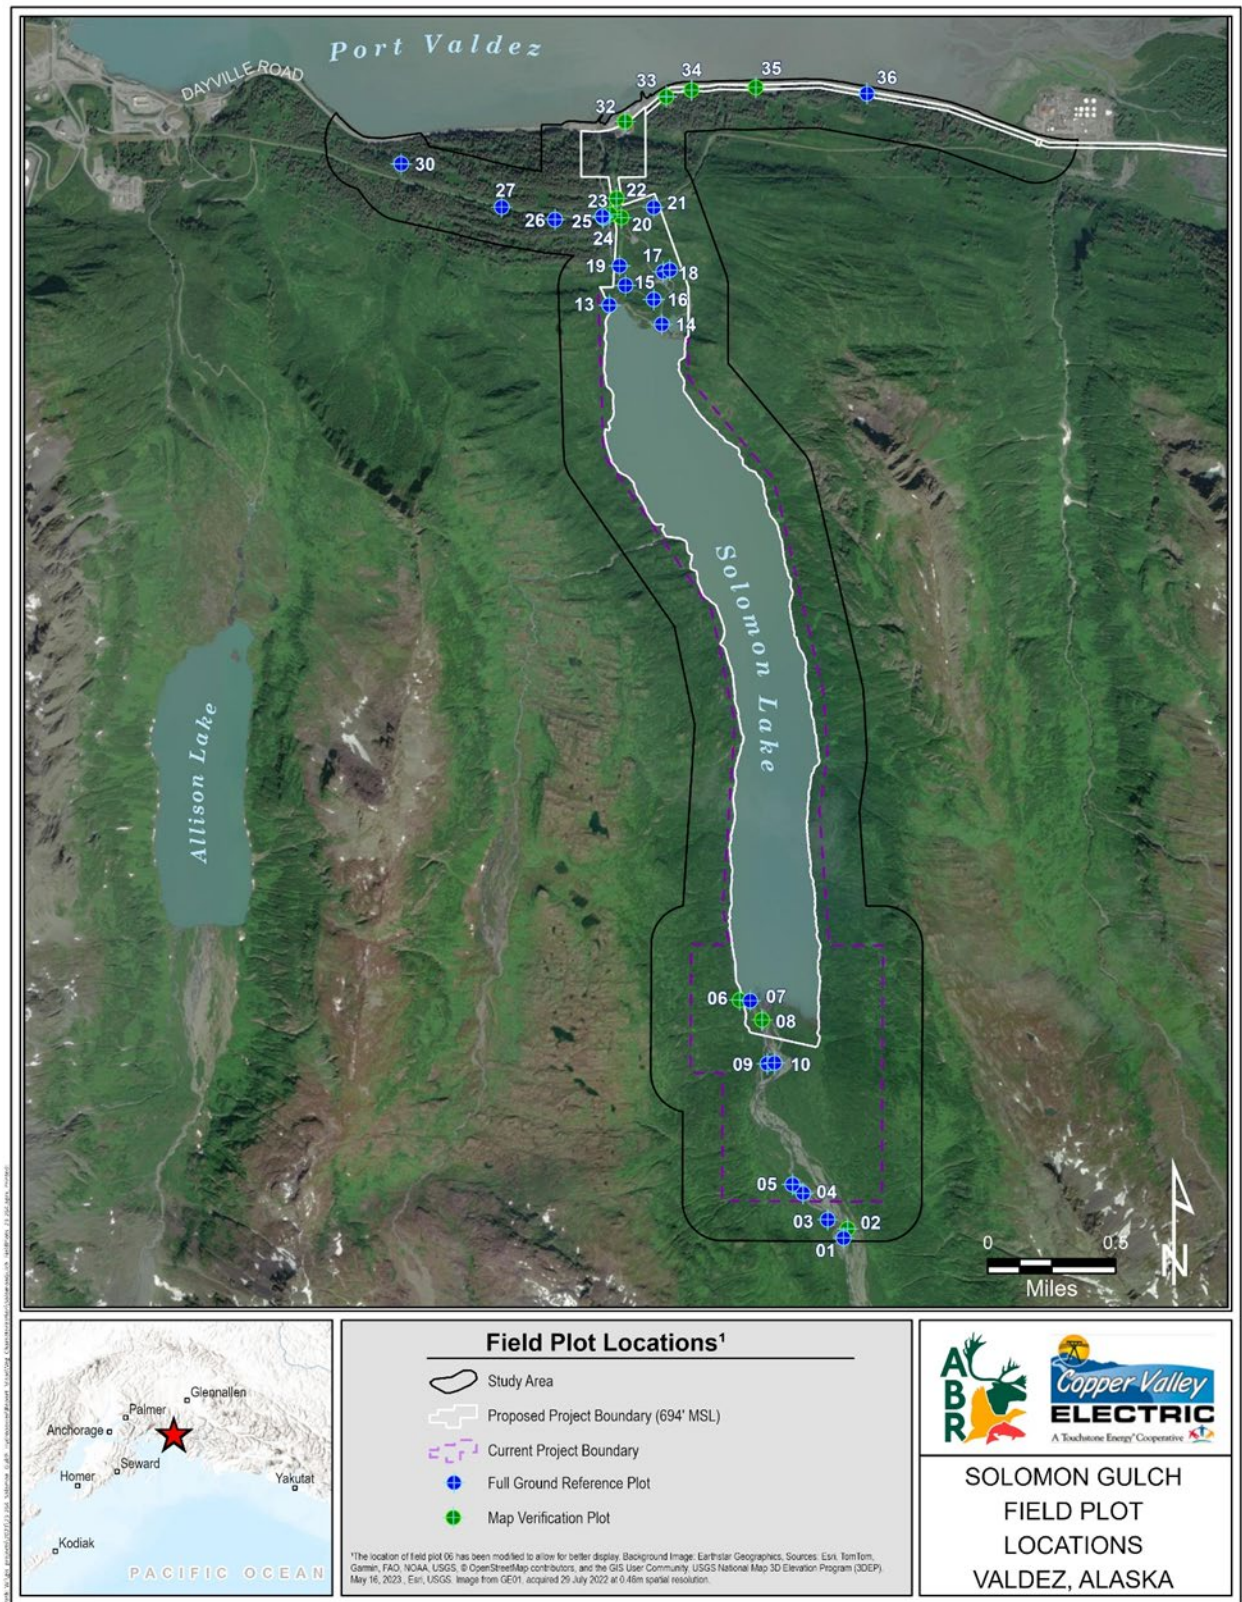 Port Valdez
DAYVILLE ROAD
33
34
35
36
32
30
27
22
23
21
26
25
20
24
17
19
18
15
16
13
14
Solomon Lake
Allison Lake
06
07
08
09
10
05
04
03
02
01
0
0.5
Miles
N
Glennallen
Palmer
Anchorage
Seward
Homer
Yakutat
Kodiak
PACIFIC OCEAN
Field Plot Locations¹
Study Area
Proposed Project Boundary (694' MSL)
Current Project Boundary
Full Ground Reference Plot
Map Verification Plot
¹The location of field plot 06 has been modified to allow for better display. Background Image: Earthstar Geographics, Sources: Esri, TomTom,
Garmin, FAO, NOAA, USGS, © OpenStreetMap contributors, and the GIS User Community, USGS National Map 3D Elevation Program (3DEP).
May 16, 2023., Esri, USGS. Image from GE01, acquired 29 July 2022 at 0.46m spatial resolution.
ABR
Copper Valley
ELECTRIC
A Touchstone Energy® Cooperative
SOLOMON GULCH
FIELD PLOT
LOCATIONS
VALDEZ, ALASKA